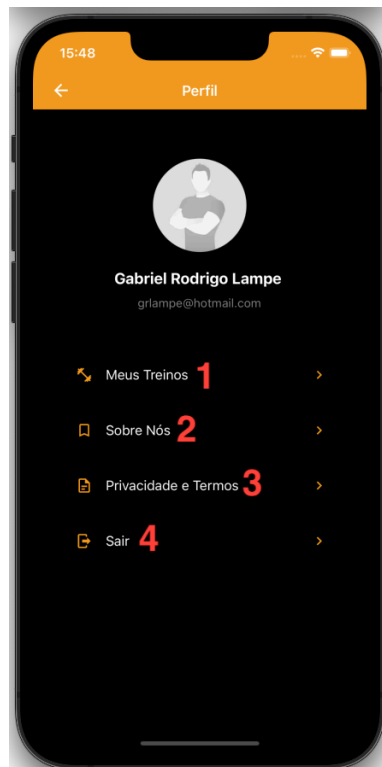 15:48
Perfil
Gabriel Rodrigo Lampe
grlampe@hotmail.com
Meus Treinos 1
Sobre Nós 2
Privacidade e Termos 3
Sair 4